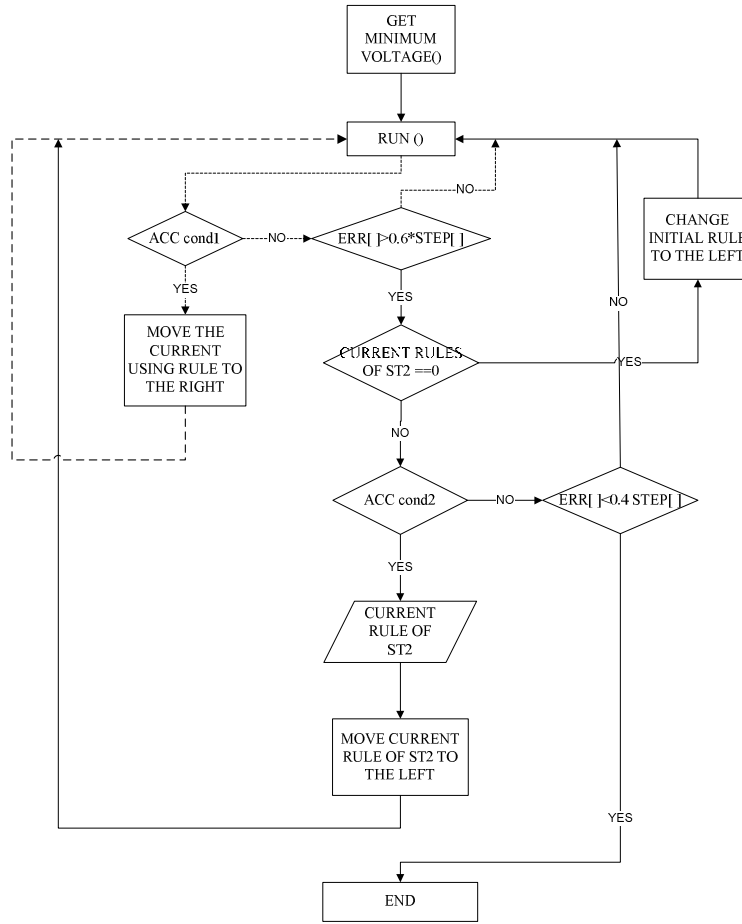 GET
MINIMUM
VOLTAGE()
RUN ()
NO
ACC cond1
NO
ERR[ ]>0.6*STEP[ ]
CHANGE
INITIAL RULE
TO THE LEFT
YES
YES
NO
MOVE THE
CURRENT
USING RULE TO
THE RIGHT
CURRENT RULES
OF ST2 ==0
YES
NO
ACC cond2
NO
ERR[ ]<0.4 STEP[ ]
YES
CURRENT
RULE OF
ST2
MOVE CURRENT
RULE OF ST2 TO
THE LEFT
YES
END